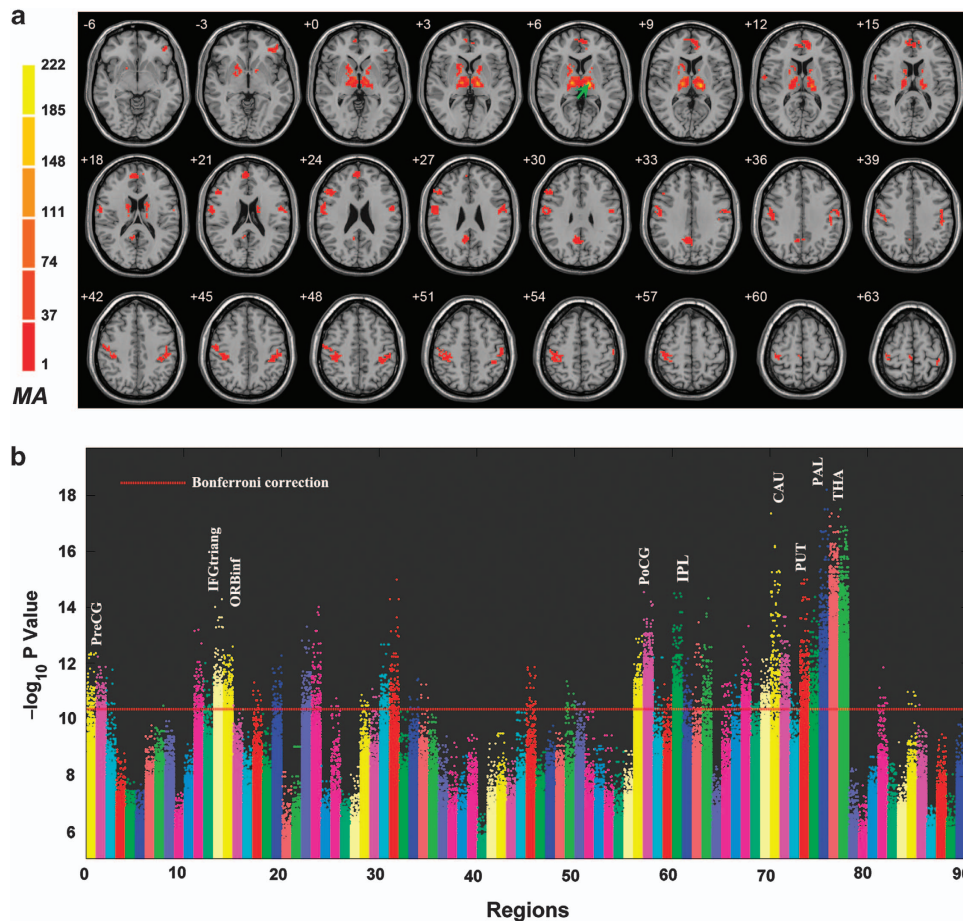 a
-6 -3 +0 +3 +6 +9 +12 +15
+18 +21 +24 +27 +30 +33 +36 +39
+42 +45 +48 +51 +54 +57 +60 +63
222
185
148
111
74
37
1
MA
b
Bonferroni correction
PreCG
IFGtriang
ORBinf
PoCG
IPL
CAU
PUT
PAL
THA
18
16
14
12
10
8
6
–log10 P Value
0 10 20 30 40 50 60 70 80 90
Regions